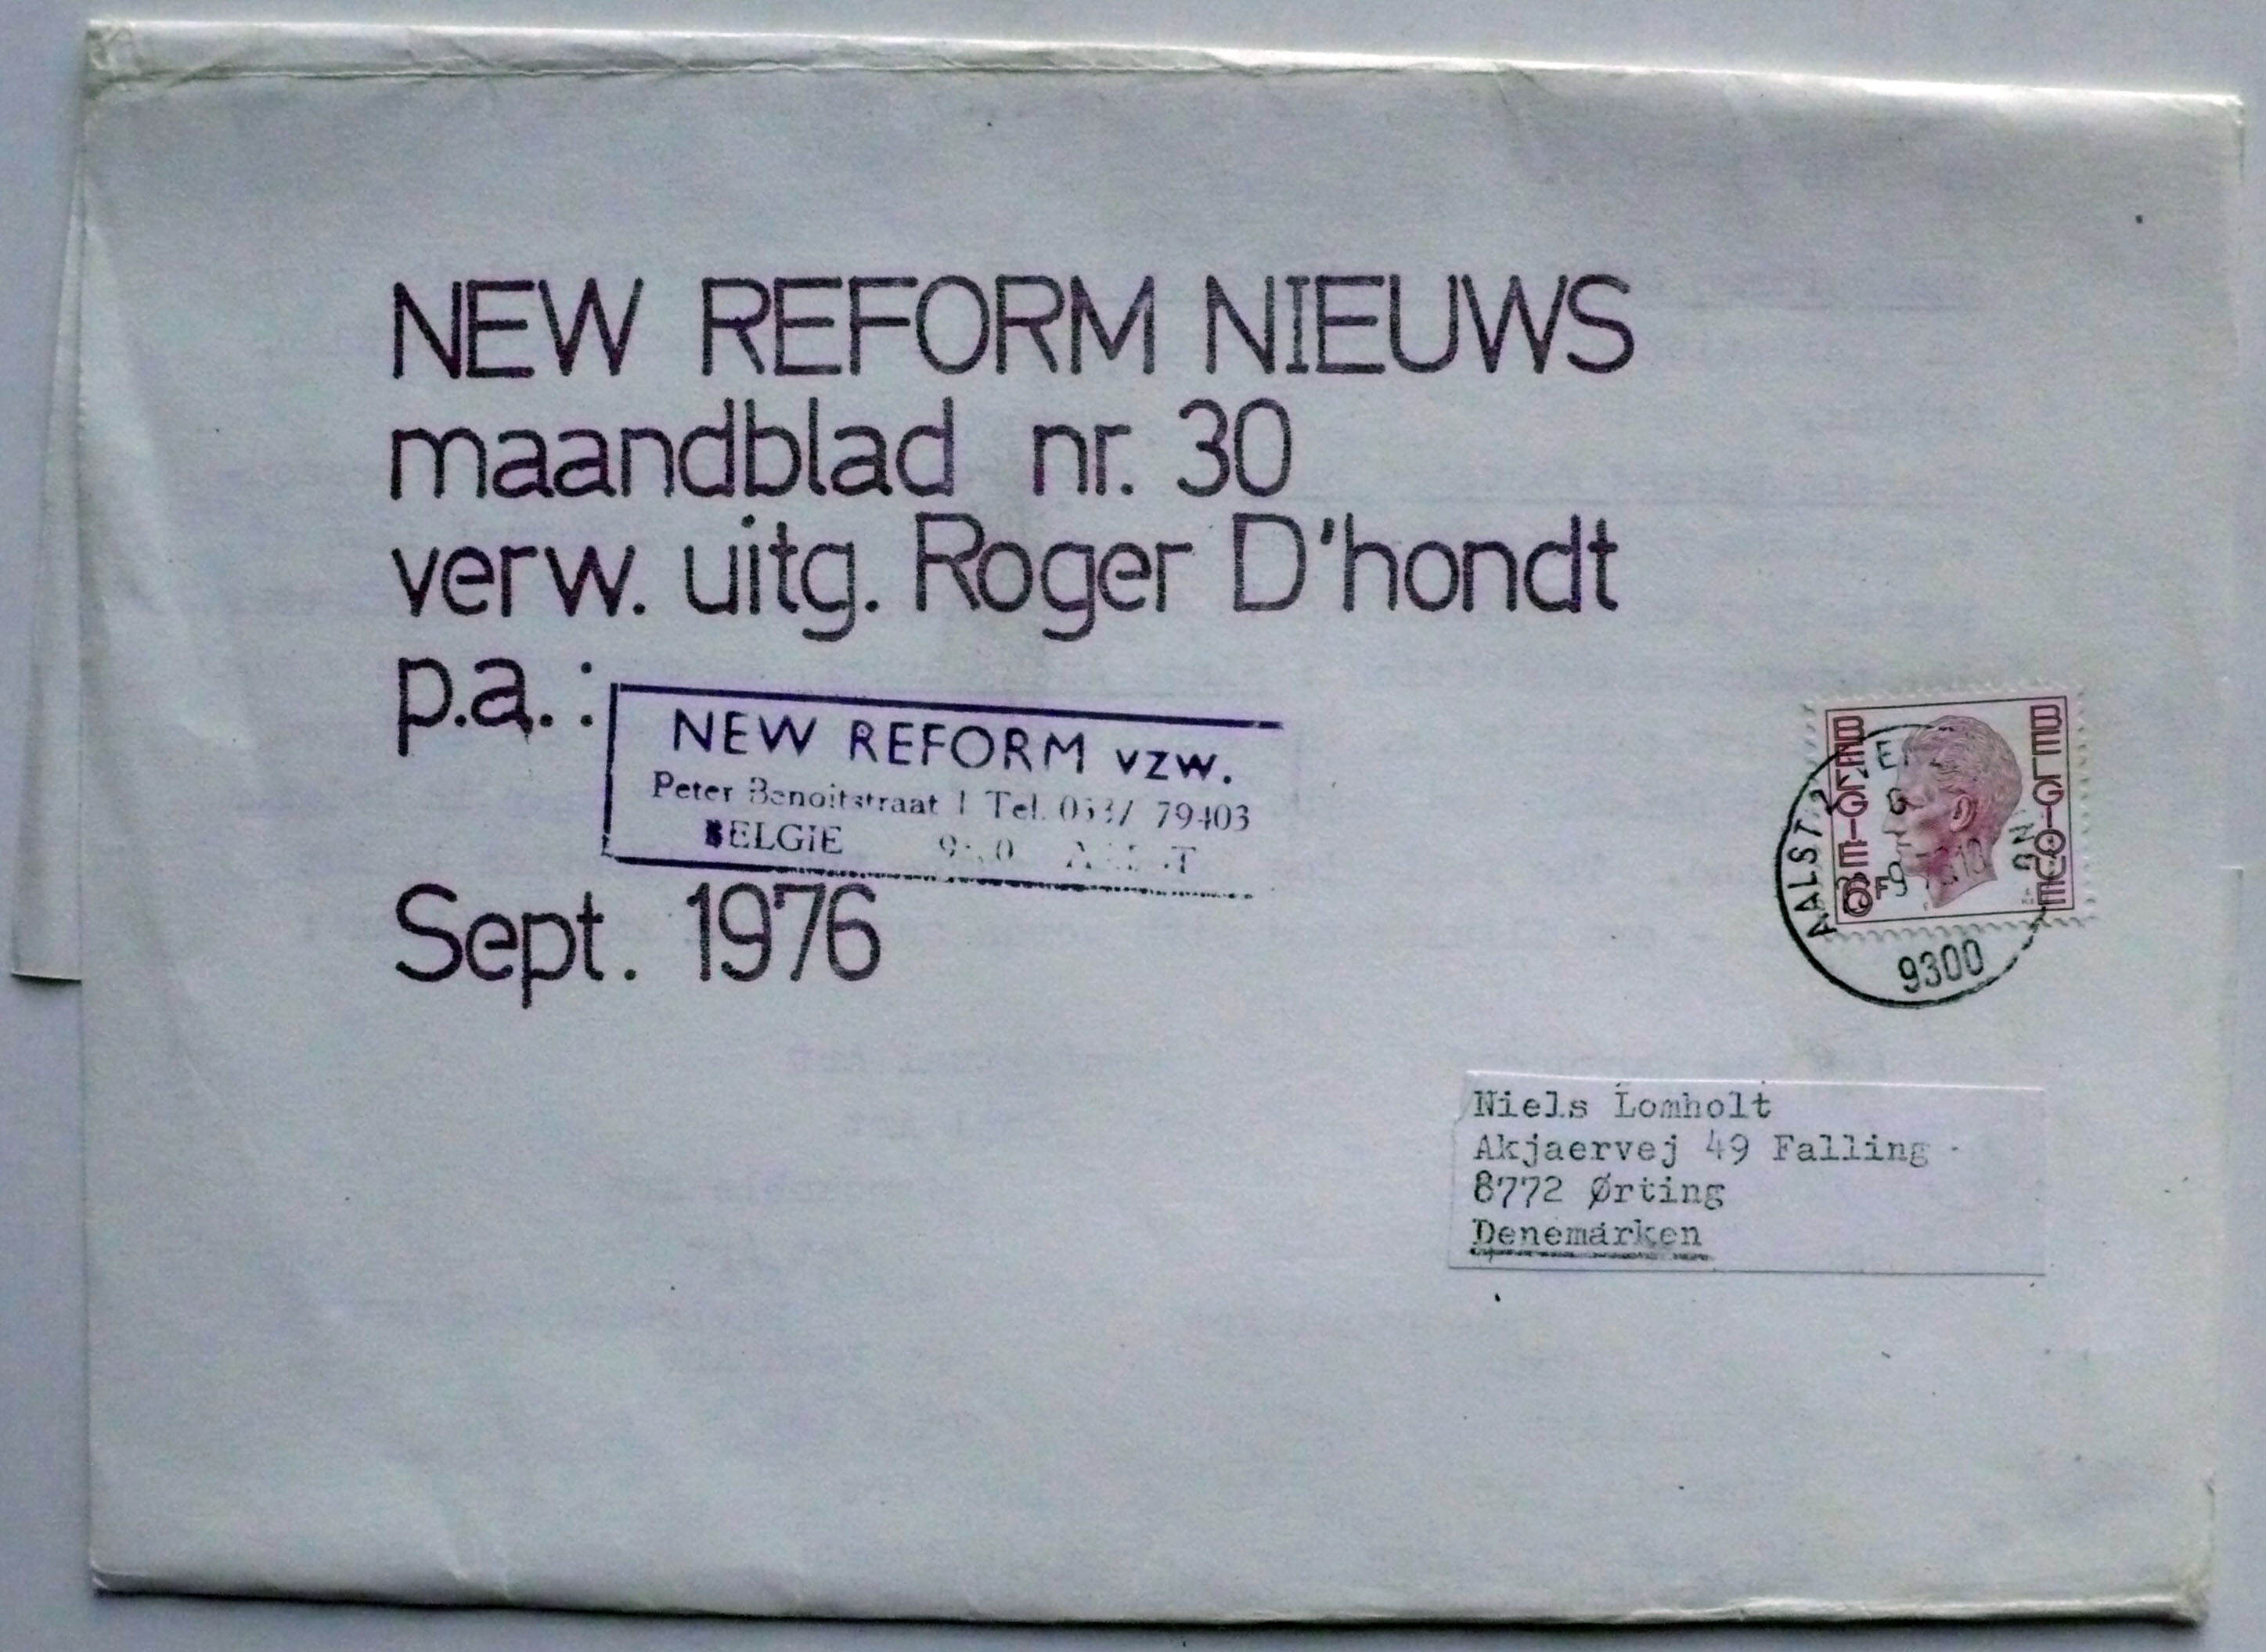 NEW REFORM NIEUWS
maandblad nr. 30
verw. uitg. Roger D'hondt
p.a. :
NEW REFORM vzw.
Peter Benoitstraat 1 Tel. 79403
BELGIE
Sept. 1976
BELGIE BELGIQUE
AALST
9300
Niels Lomholt
Akjaervej 49 Falling -
8772 Ørting
Denemarken